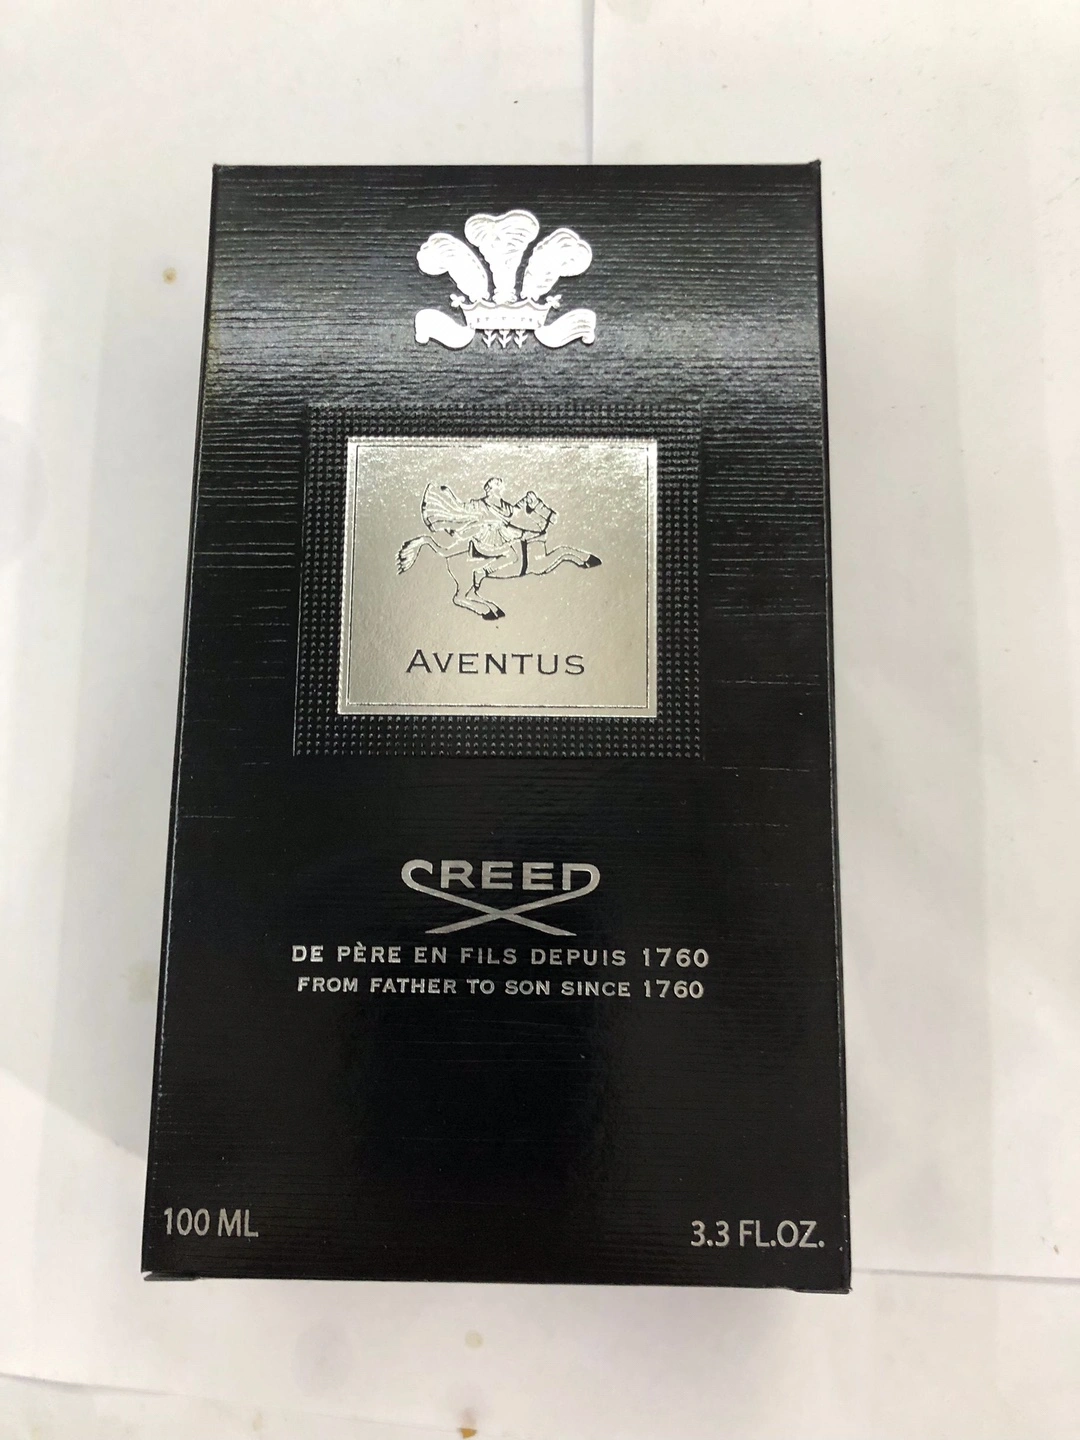 AVENTUS
CREED
DE PÈRE EN FILS DEPUIS 1760
FROM FATHER TO SON SINCE 1760
100 ML
3.3 FL.OZ.